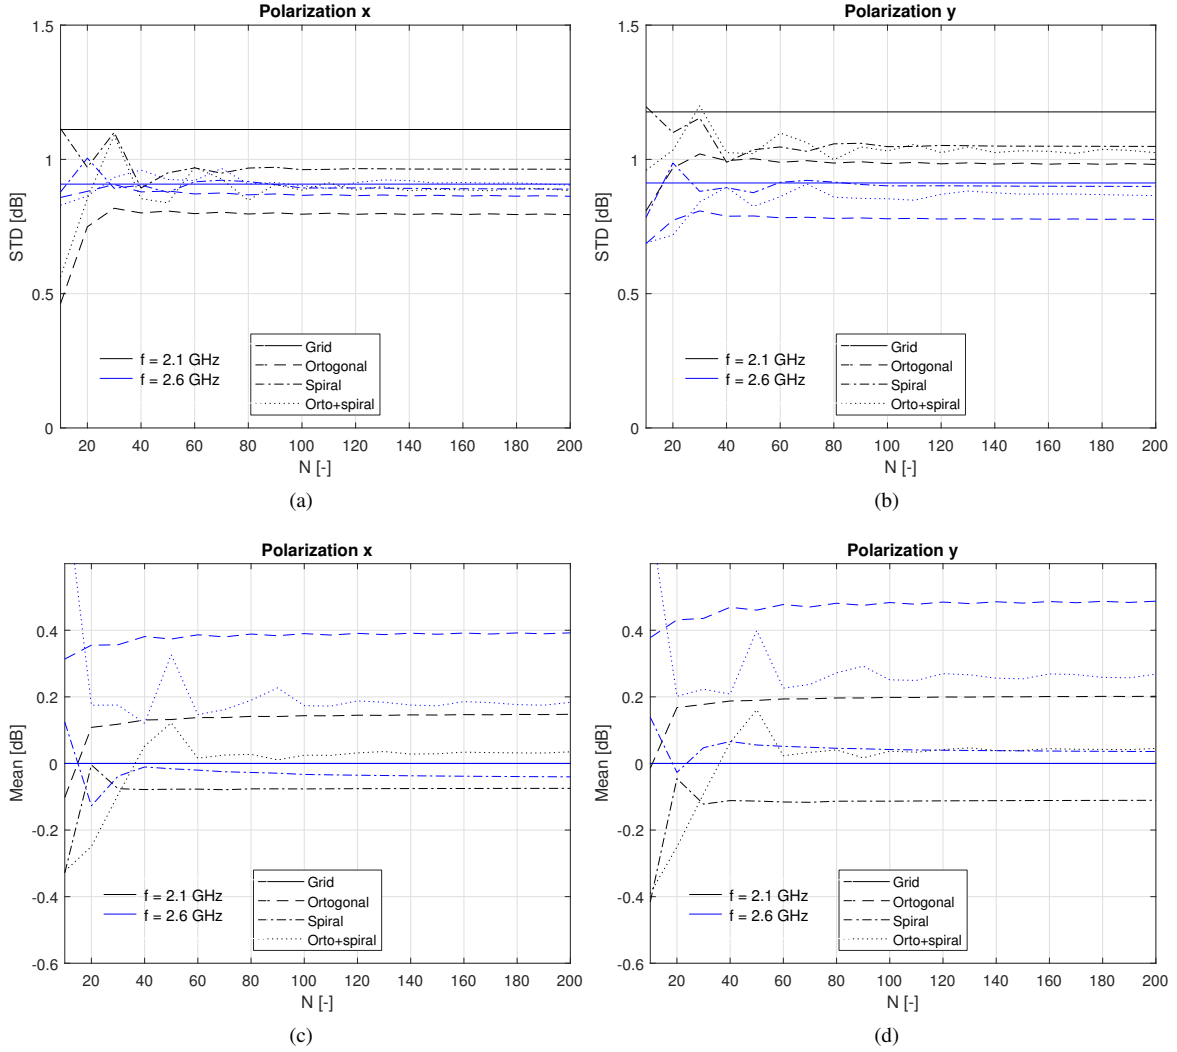 Polarization x
1.5
1
0.5
0
STD [dB]
f = 2.1 GHz
f = 2.6 GHz
Grid
Ortogonal
Spiral
Orto+spiral
20 40 60 80 100 120 140 160 180 200
N [-]
(a)
Polarization y
1.5
1
0.5
0
STD [dB]
f = 2.1 GHz
f = 2.6 GHz
Grid
Ortogonal
Spiral
Orto+spiral
20 40 60 80 100 120 140 160 180 200
N [-]
(b)
Polarization x
0.4
0.2
0
-0.2
-0.4
-0.6
Mean [dB]
f = 2.1 GHz
f = 2.6 GHz
Grid
Ortogonal
Spiral
Orto+spiral
20 40 60 80 100 120 140 160 180 200
N [-]
(c)
Polarization y
0.4
0.2
0
-0.2
-0.4
-0.6
Mean [dB]
f = 2.1 GHz
f = 2.6 GHz
Grid
Ortogonal
Spiral
Orto+spiral
20 40 60 80 100 120 140 160 180 200
N [-]
(d)